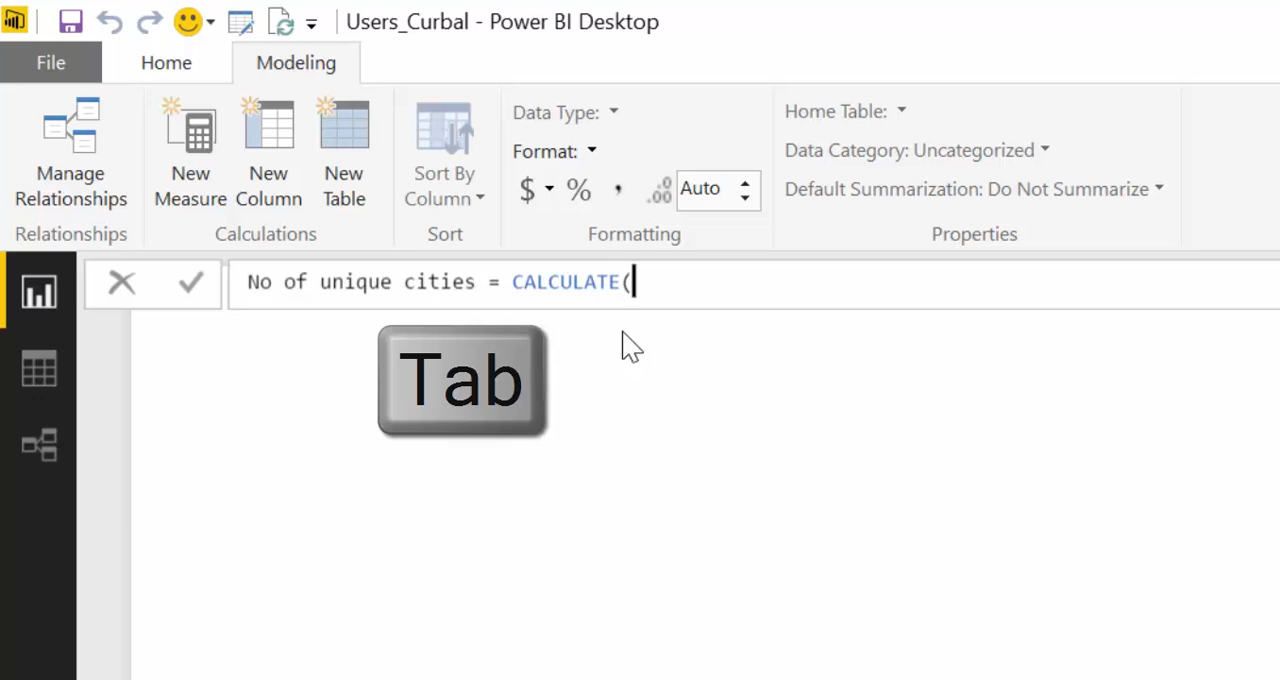 Users_Curbal - Power BI Desktop
File Home Modeling
Manage Relationships
New Measure
New Column
New Table
Sort By Column
Data Type:
Format:
$ % , .00 Auto
Home Table:
Data Category: Uncategorized
Default Summarization: Do Not Summarize
Relationships Calculations Sort Formatting Properties
No of unique cities = CALCULATE(
Tab